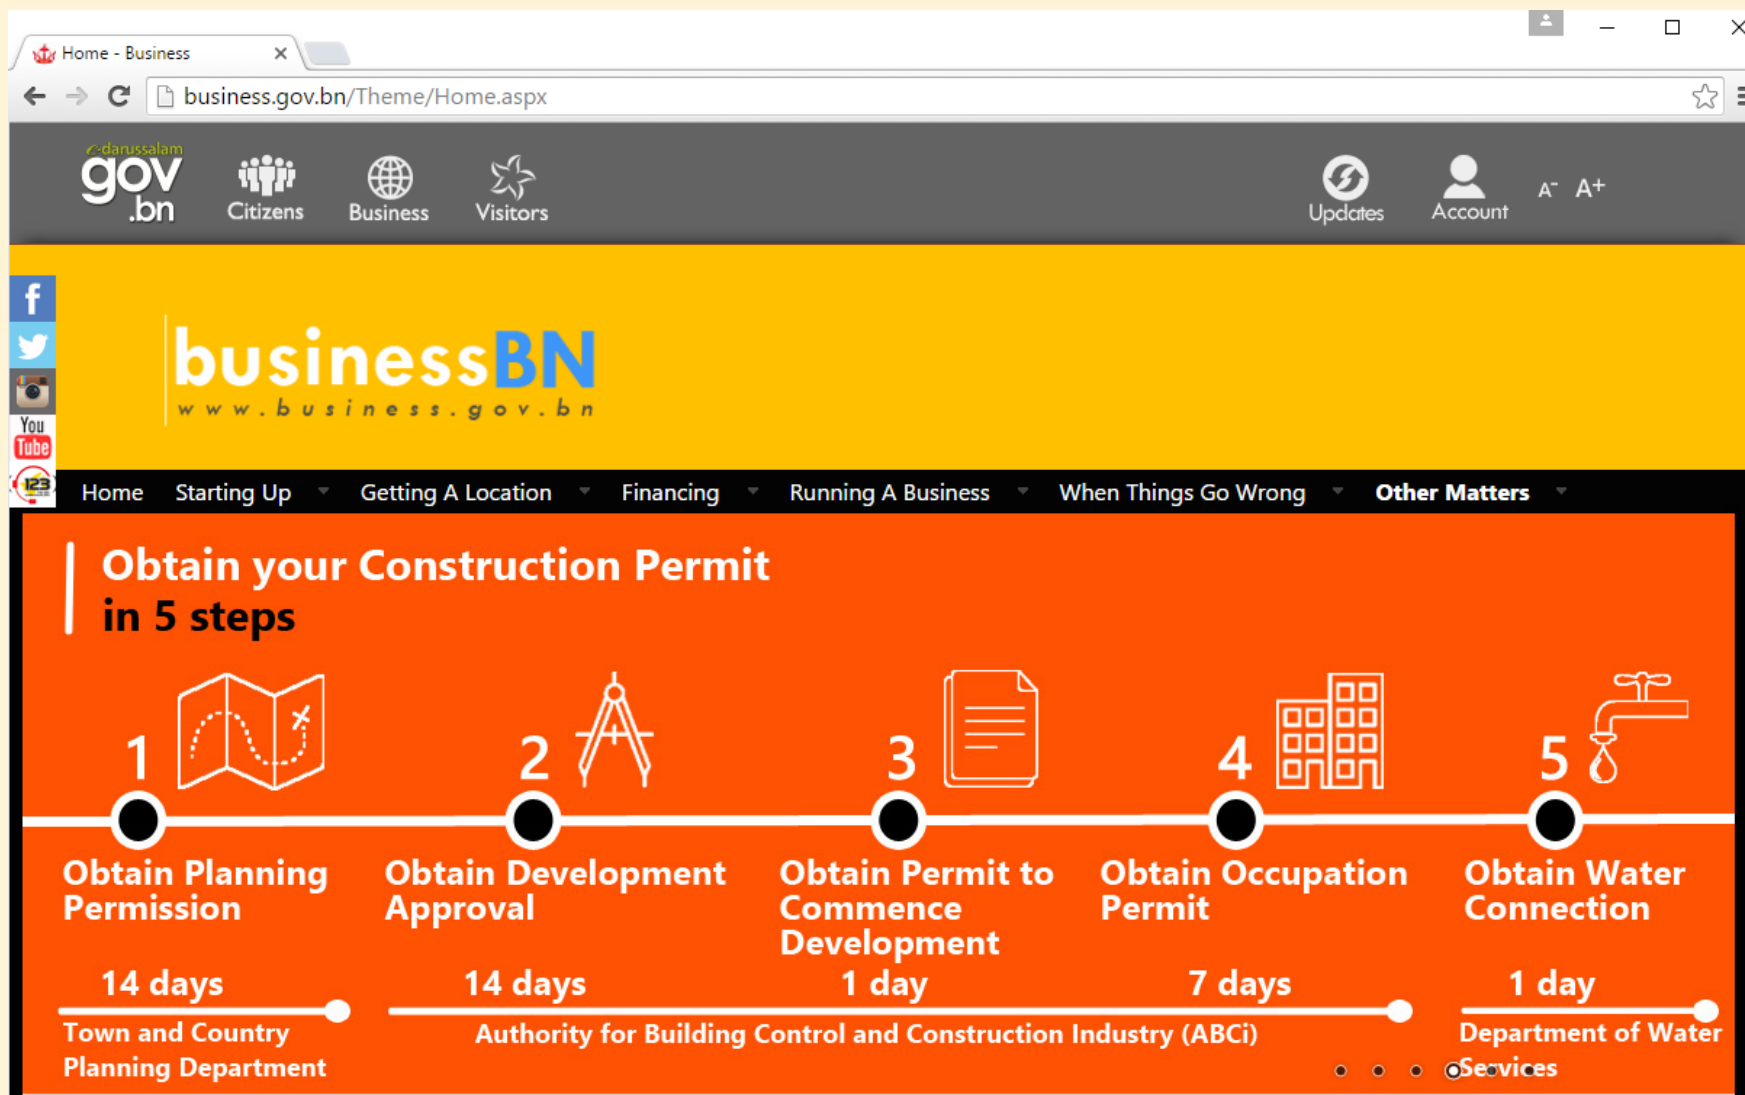 Home - Business
business.gov.bn/Theme/Home.aspx
e-darussalam
gov
.bn
Citizens
Business
Visitors
Updates
Account
A-
A+
f
businessBN
www.business.gov.bn
You
Tube
123
Home
Starting Up
Getting A Location
Financing
Running A Business
When Things Go Wrong
Other Matters
Obtain your Construction Permit
in 5 steps
1
2
3
4
5
Obtain Planning
Permission
Obtain Development
Approval
Obtain Permit to
Commence
Development
Obtain Occupation
Permit
Obtain Water
Connection
14 days
14 days
1 day
7 days
1 day
Town and Country
Planning Department
Authority for Building Control and Construction Industry (ABCi)
Department of Water
Services